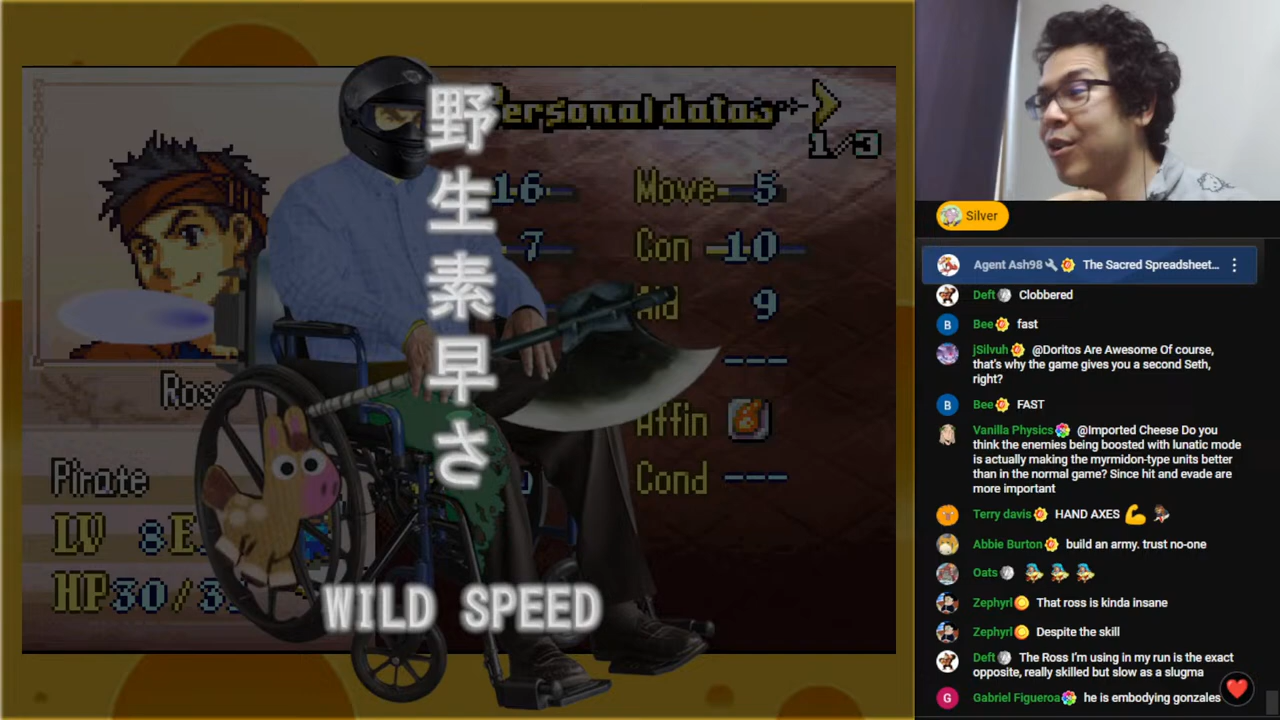 Personal data
1/3
16
Move 5
7
Con 10
Aid 9
---
Affin
Cond ---
Pirate
LV 8 E
HP 30/3
野生素早さ
WILD SPEED
Silver
Agent Ash98 The Sacred Spreadsheet...
Deft Clobbered
Bee fast
jSilvuh @Doritos Are Awesome Of course,
that's why the game gives you a second Seth,
right?
Bee FAST
Vanilla Physics @Imported Cheese Do you
think the enemies being boosted with lunatic mode
is actually making the myrmidon-type units better
than in the normal game? Since hit and evade are
more important
Terry davis HAND AXES
Abbie Burton build an army. trust no-one
Oats
Zephyrl That ross is kinda insane
Zephyrl Despite the skill
Deft The Ross I'm using in my run is the exact
opposite, really skilled but slow as a slugma
Gabriel Figueroa he is embodying gonzales